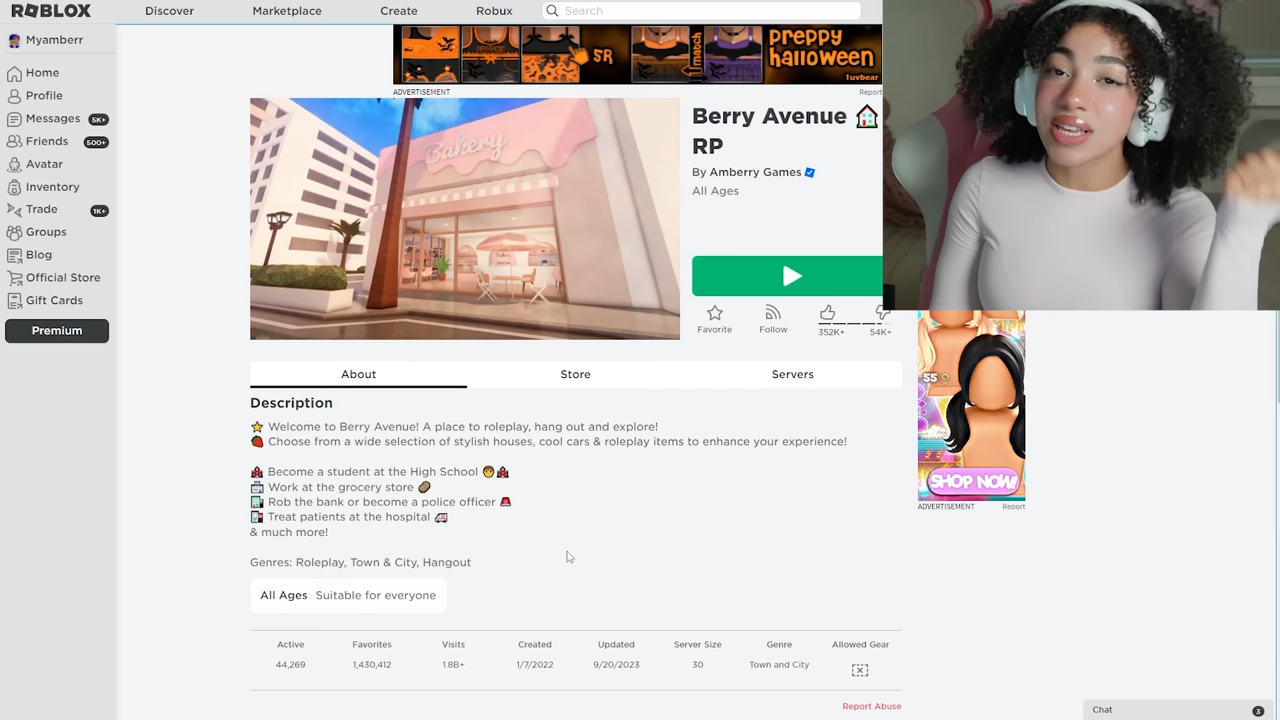 ROBLOX
Discover
Marketplace
Create
Robux
Search
Myamberr
Home
Profile
Messages 5K+
Friends 500+
Avatar
Inventory
Trade 1K+
Groups
Blog
Official Store
Gift Cards
Premium
5R
match
preppy
halloween
1uvbear
ADVERTISEMENT
Report
Bakery
Berry Avenue 🏠
RP
By Amberry Games
All Ages
Favorite
Follow
352K+
54K+
About
Store
Servers
Description
⭐ Welcome to Berry Avenue! A place to roleplay, hang out and explore!
🍓 Choose from a wide selection of stylish houses, cool cars & roleplay items to enhance your experience!
🏫 Become a student at the High School 🧑‍🏫
🏪 Work at the grocery store 🥔
🏦 Rob the bank or become a police officer 🚨
🏥 Treat patients at the hospital 🚑
& much more!
Genres: Roleplay, Town & City, Hangout
All Ages Suitable for everyone
Active
Favorites
Visits
Created
Updated
Server Size
Genre
Allowed Gear
44,269
1,430,412
1.8B+
1/7/2022
9/20/2023
30
Town and City
Report Abuse
55
SHOP NOW!
ADVERTISEMENT
Report
Chat
3